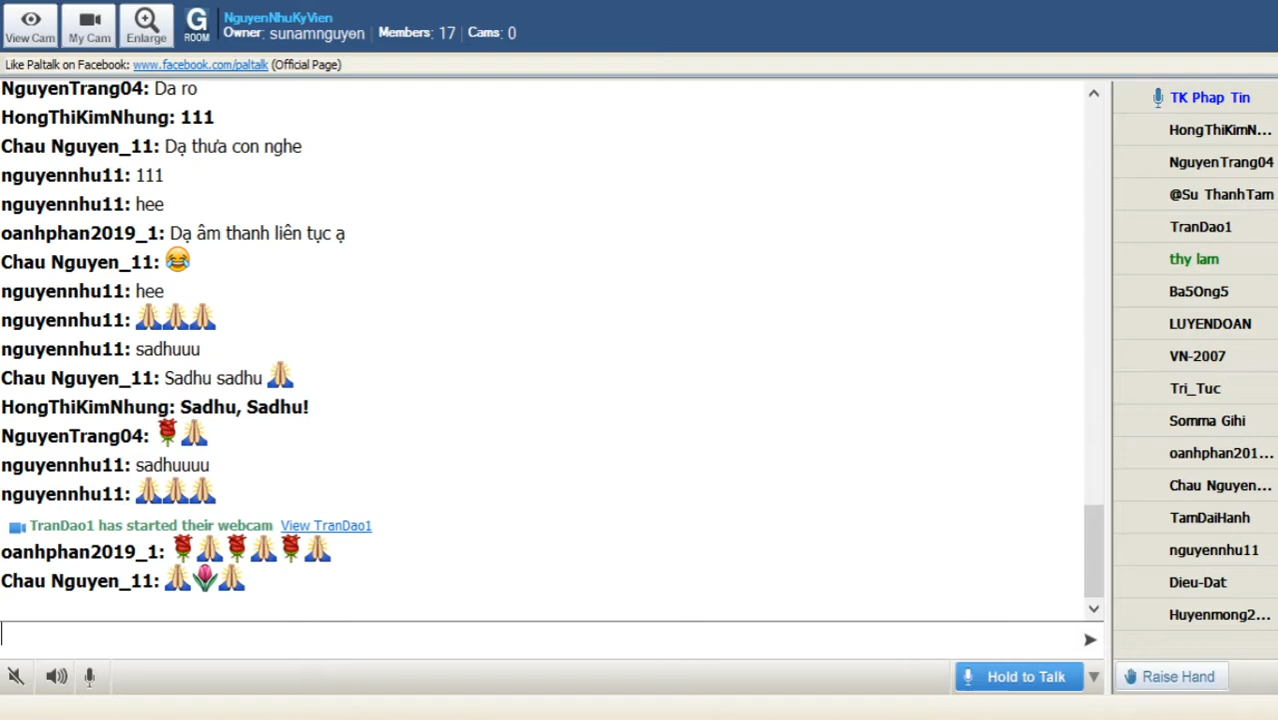 View Cam
My Cam
Enlarge
G
ROOM
NguyenNhuKyVien
Owner: sunamnguyen | Members: 17 | Cams: 0
Like Paltalk on Facebook: www.facebook.com/paltalk (Official Page)
NguyenTrang04: Da ro
HongThiKimNhung: 111
Chau Nguyen_11: Dạ thưa con nghe
nguyennhu11: 111
nguyennhu11: hee
oanhphan2019_1: Dạ âm thanh liên tục ạ
Chau Nguyen_11: 😂
nguyennhu11: hee
nguyennhu11: 🙏🙏🙏
nguyennhu11: sadhuuu
Chau Nguyen_11: Sadhu sadhu 🙏
HongThiKimNhung: Sadhu, Sadhu!
NguyenTrang04: 🌹🙏
nguyennhu11: sadhuuuu
nguyennhu11: 🙏🙏🙏
TranDao1 has started their webcam View TranDao1
oanhphan2019_1: 🌹🙏🌹🙏🌹🙏
Chau Nguyen_11: 🙏🌷🙏
Hold to Talk
TK Phap Tin
HongThiKimN...
NguyenTrang04
@Su ThanhTam
TranDao1
thy lam
Ba5Ong5
LUYENDOAN
VN-2007
Tri_Tuc
Somma Gihi
oanhphan201...
Chau Nguyen...
TamDaiHanh
nguyennhu11
Dieu-Dat
Huyenmong2...
Raise Hand